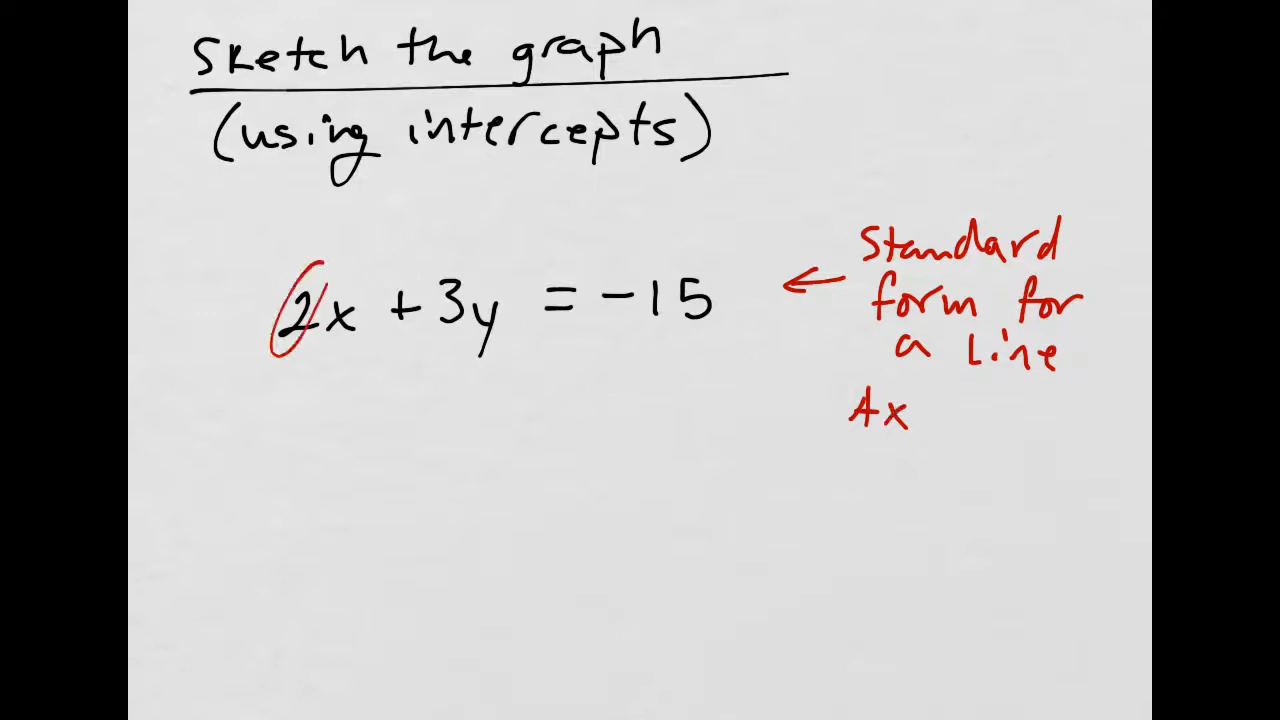 Sketch the graph
(using intercepts)
2x + 3y = -15
Standard
form for
a line
Ax